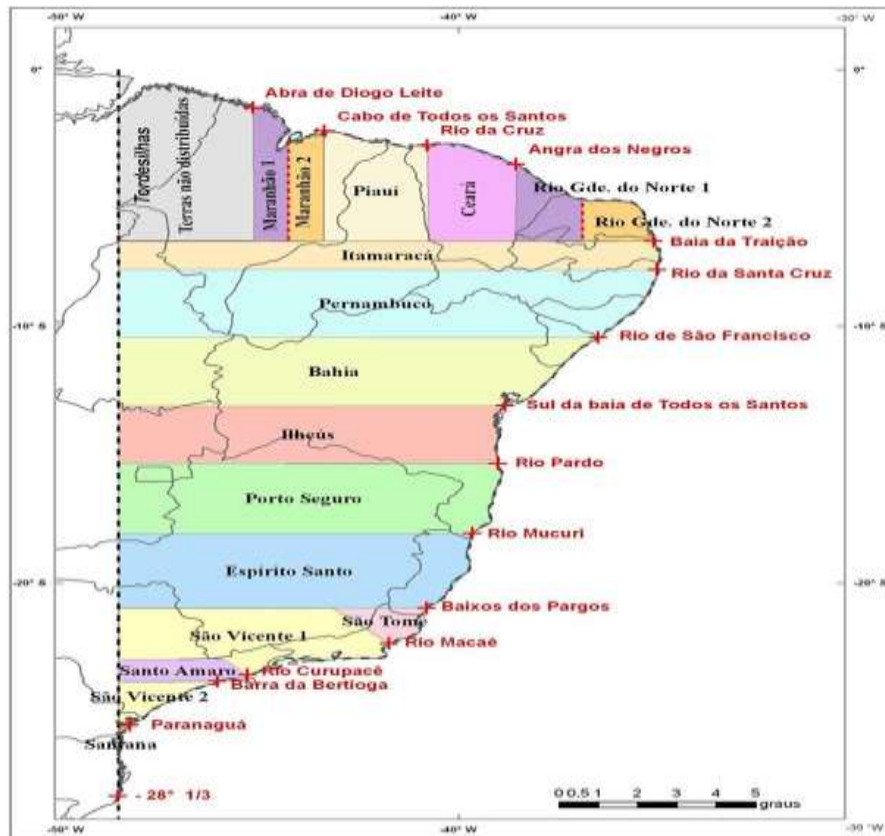 -50° W
-40° W
-30° W
0°
0°
Abra de Diogo Leite
Cabo de Todos os Santos
Rio da Cruz
Angra dos Negros
Tordesilhas
Terras não distribuídas
Maranhão 1
Maranhão 2
Piauí
Ceará
Rio Gde. do Norte 1
Rio Gde. do Norte 2
Baia da Traição
Itamaracá
Rio da Santa Cruz
Pernambuco
-10° S
-10° S
Rio de São Francisco
Bahia
Sul da baia de Todos os Santos
Ilheús
Rio Pardo
Porto Seguro
Rio Mucuri
Espírito Santo
-20° S
-20° S
Baixos dos Pargos
São Tomé
São Vicente 1
Rio Macaê
Santo Amaro
Rio Curupacê
Barra da Bertioga
São Vicente 2
Paranaguá
Santana
- 28° 1/3
0 0.5 1 2 3 4 5
graus
-50° W
-40° W
-30° W